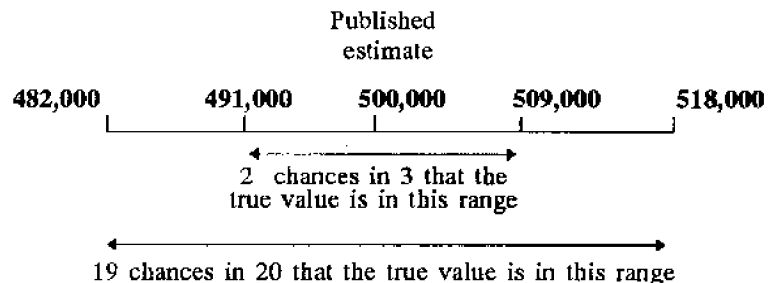 Published
estimate
482,000 491,000 500,000 509,000 518,000
2 chances in 3 that the
true value is in this range
19 chances in 20 that the true value is in this range